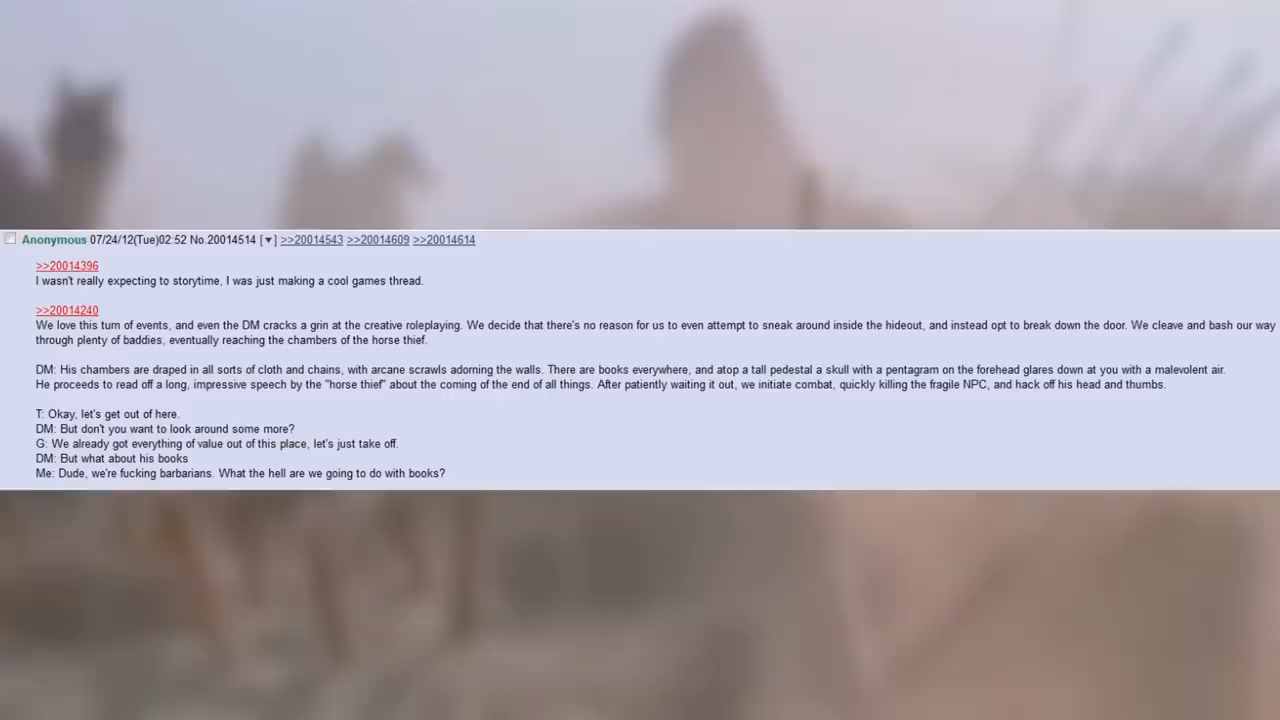 Anonymous 07/24/12(Tue)02:52 No.20014514 [▼] >>20014543 >>20014609 >>20014614
>>20014396
I wasn't really expecting to storytime, I was just making a cool games thread.
>>20014240
We love this turn of events, and even the DM cracks a grin at the creative roleplaying. We decide that there's no reason for us to even attempt to sneak around inside the hideout, and instead opt to break down the door. We cleave and bash our way
through plenty of baddies, eventually reaching the chambers of the horse thief.
DM: His chambers are draped in all sorts of cloth and chains, with arcane scrawls adorning the walls. There are books everywhere, and atop a tall pedestal a skull with a pentagram on the forehead glares down at you with a malevolent air.
He proceeds to read off a long, impressive speech by the "horse thief" about the coming of the end of all things. After patiently waiting it out, we initiate combat, quickly killing the fragile NPC, and hack off his head and thumbs.
T: Okay, let's get out of here.
DM: But don't you want to look around some more?
G: We already got everything of value out of this place, let's just take off.
DM: But what about his books
Me: Dude, we're fucking barbarians. What the hell are we going to do with books?